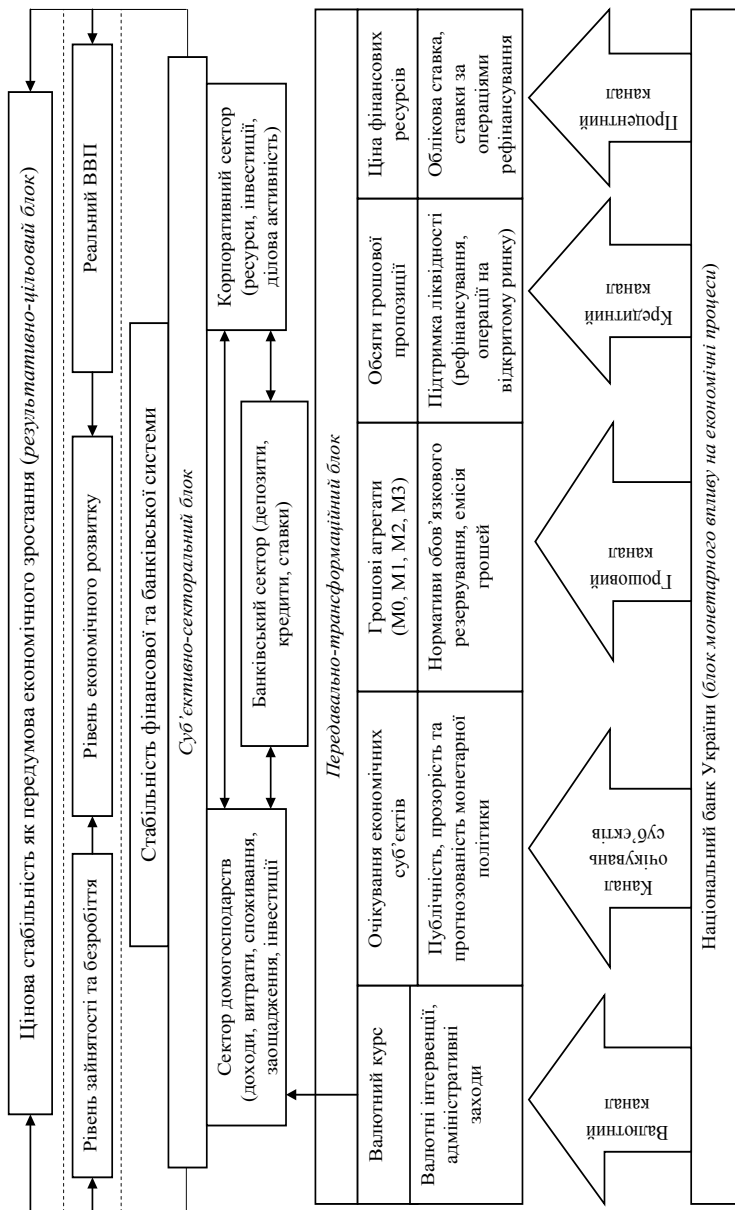 Цінова стабільність як передумова економічного зростання (результативно-цільовий блок)
Рівень зайнятості та безробіття
Рівень економічного розвитку
Реальний ВВП
Стабільність фінансової та банківської системи
Суб’єктивно-секторальний блок
Сектор домогосподарств
(доходи, витрати, споживання,
заощадження, інвестиції
Банківський сектор (депозити,
кредити, ставки)
Корпоративний сектор
(ресурси, інвестиції,
ділова активність)
Передавально-трансформаційний блок
Валютний курс
Очікування економічних
суб’єктів
Грошові агрегати
(М0, М1, М2, М3)
Обсяги грошової
пропозиції
Ціна фінансових
ресурсів
Валютні інтервенції,
адміністративні
заходи
Публічність, прозорість та
прогнозованість монетарної
політики
Нормативи обов’язкового
резервування, емісія
грошей
Підтримка ліквідності
(рефінансування,
операції на
відкритому ринку)
Облікова ставка,
ставки за
операціями
рефінансування
Валютний
канал
Канал
очікувань
суб’єктів
Грошовий
канал
Кредитний
канал
Процентний
канал
Національний банк України (блок монетарного впливу на економічні процеси)